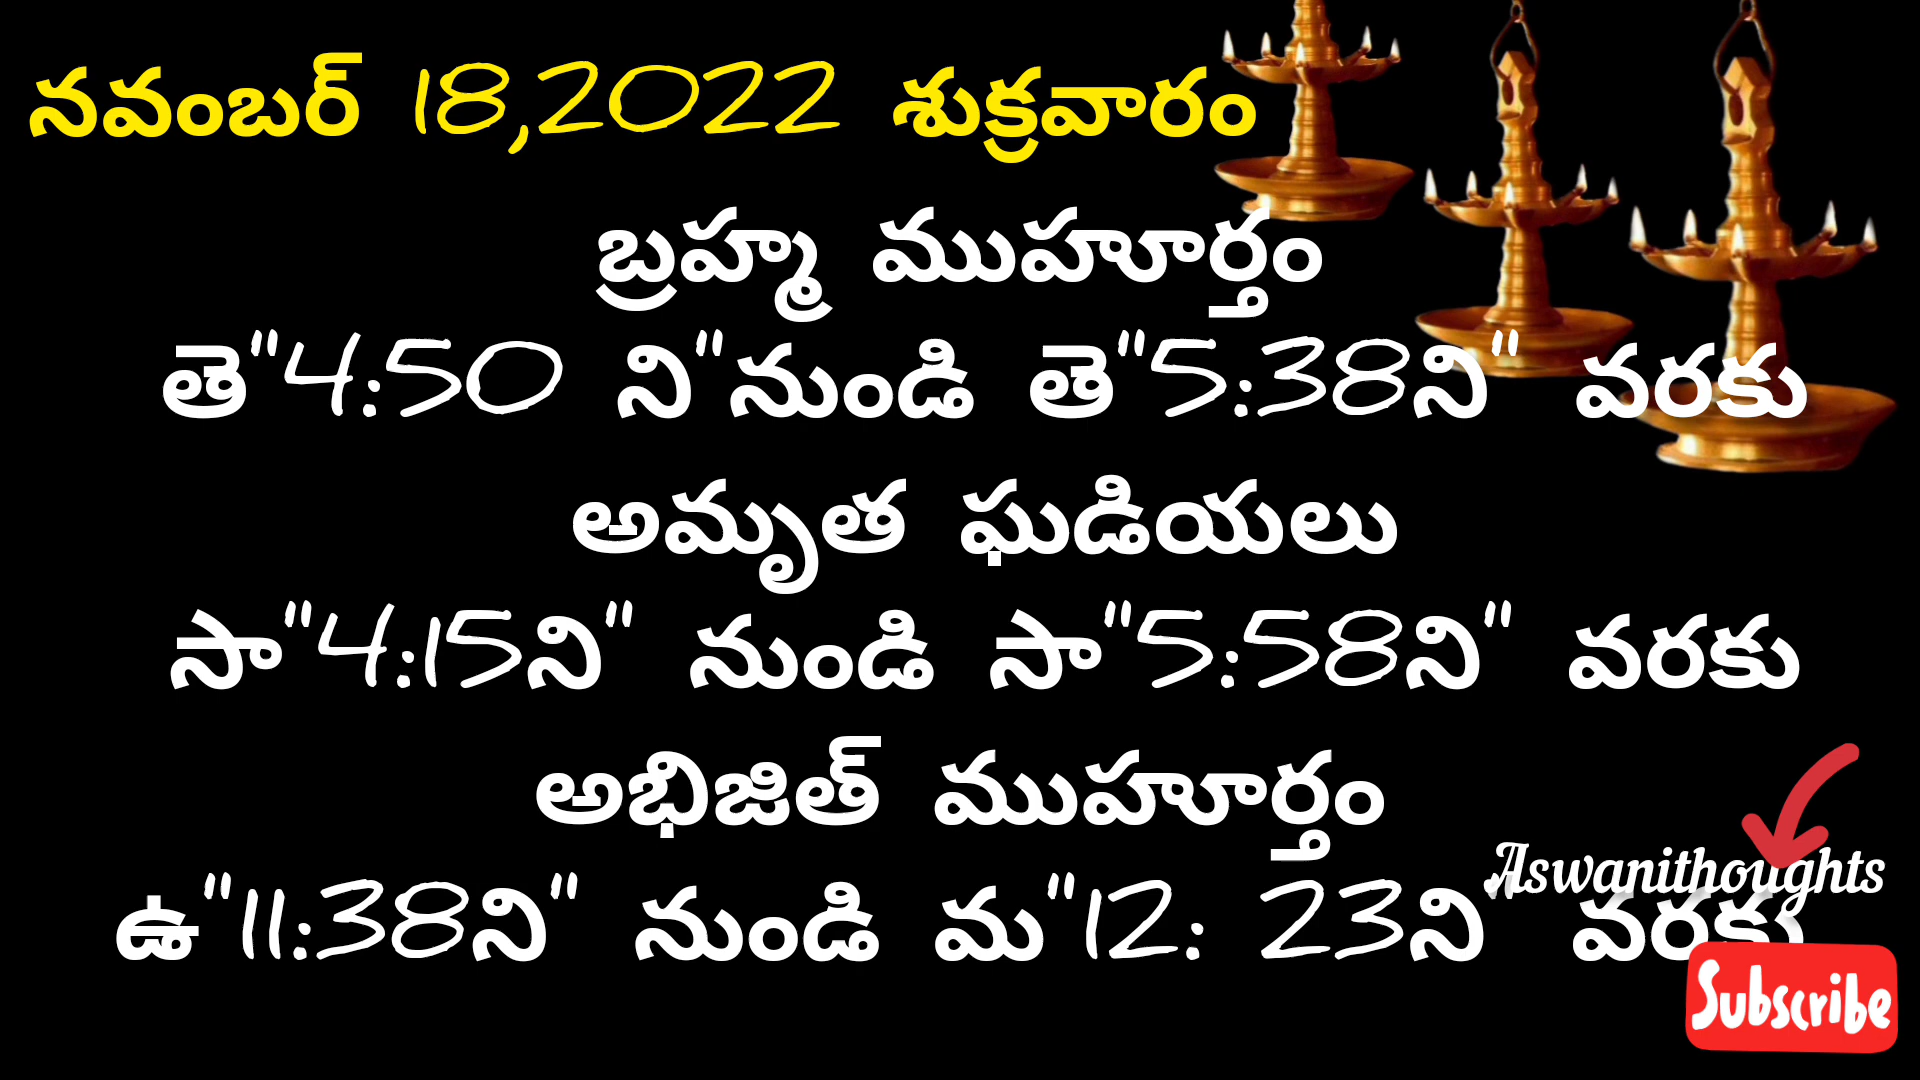 నవంబర్ 18,2022 శుక్రవారం
బ్రహ్మ ముహూర్తం
తె"4:50 ని"నుండి తె"5:38ని" వరకు
అమృత ఘడియలు
సా"4:15ని" నుండి సా"5:58ని" వరకు
అభిజిత్ ముహూర్తం
ఉ"11:38ని" నుండి మ"12: 23ని" వరకు
Aswanithoughts
Subscribe